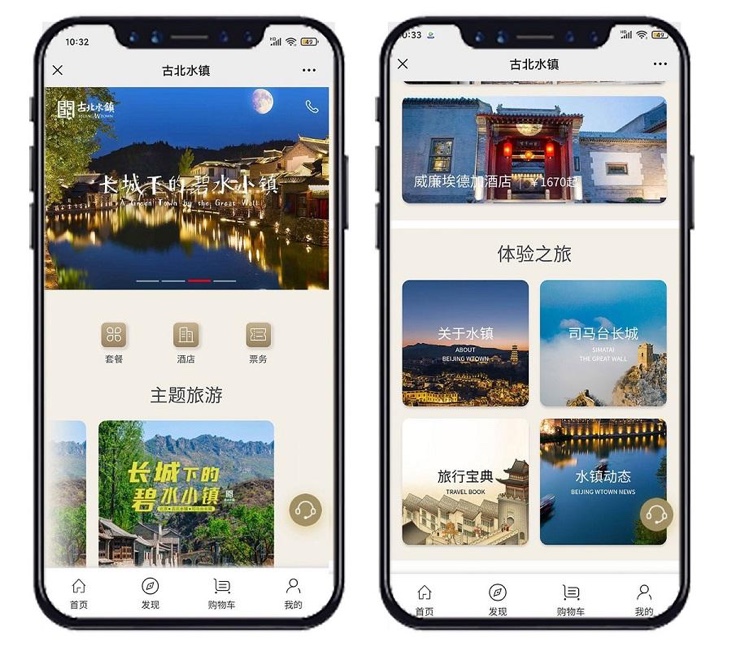 10:32
古北水镇
古北水鎮
BEIJING WTOWN
长城下的碧水小镇
A Green Town by the Great Wall
套餐
酒店
票务
主题旅游
长城下的
碧水小镇
首页
发现
购物车
我的
0:33
古北水镇
威廉埃德加酒店 | ￥1670起
体验之旅
关于水镇
ABOUT
BEIJING WTOWN
司马台长城
SIMATAI
THE GREAT WALL
旅行宝典
TRAVEL BOOK
水镇动态
BEIJING WTOWN NEWS
首页
发现
购物车
我的